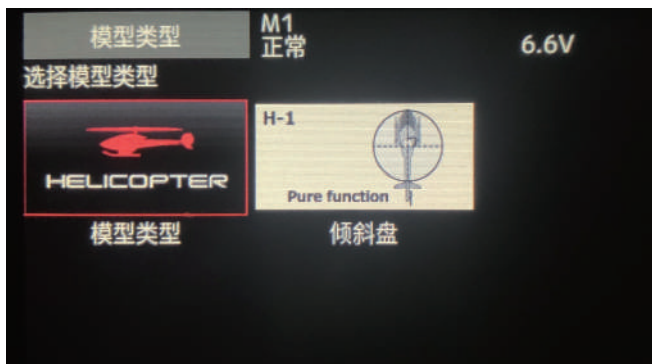 模型类型
M1
正常
6.6V
选择模型类型
HELICOPTER
H-1
Pure function
模型类型
倾斜盘